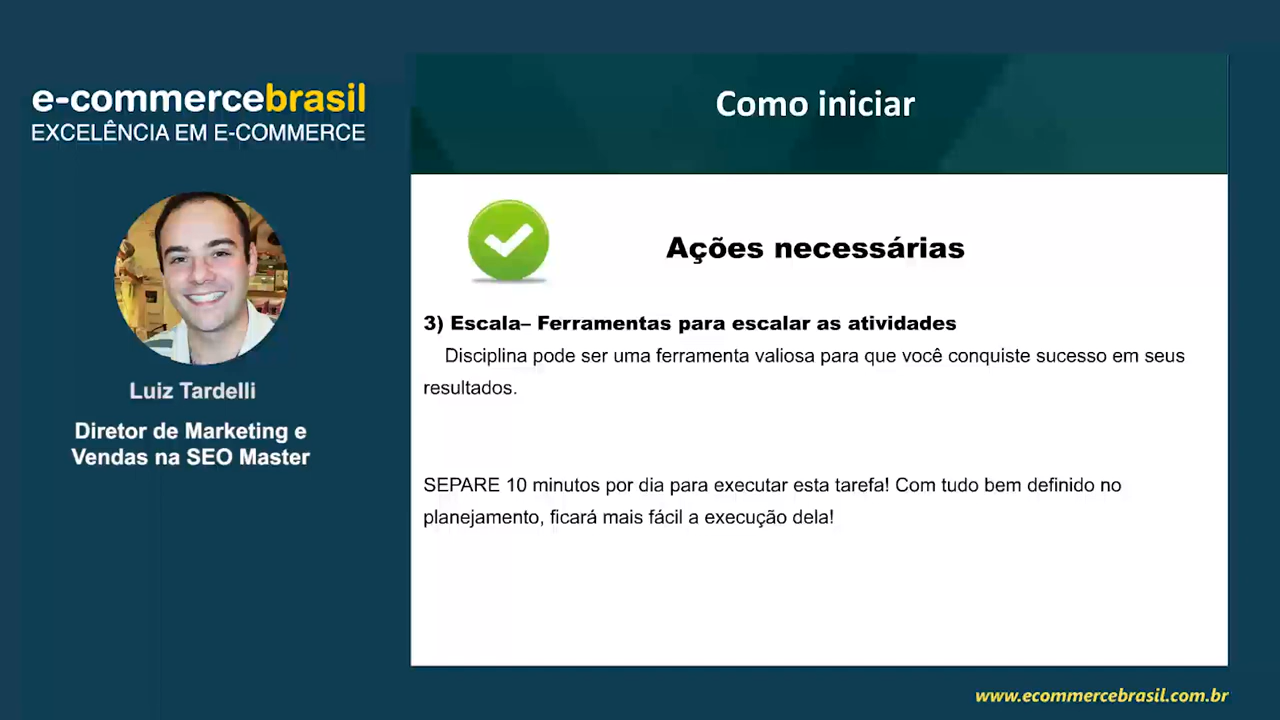 e-commercebrasil
EXCELÊNCIA EM E-COMMERCE
Luiz Tardelli
Diretor de Marketing e
Vendas na SEO Master
Como iniciar
Ações necessárias
3) Escala– Ferramentas para escalar as atividades
Disciplina pode ser uma ferramenta valiosa para que você conquiste sucesso em seus
resultados.
SEPARE 10 minutos por dia para executar esta tarefa! Com tudo bem definido no
planejamento, ficará mais fácil a execução dela!
www.ecommercebrasil.com.br